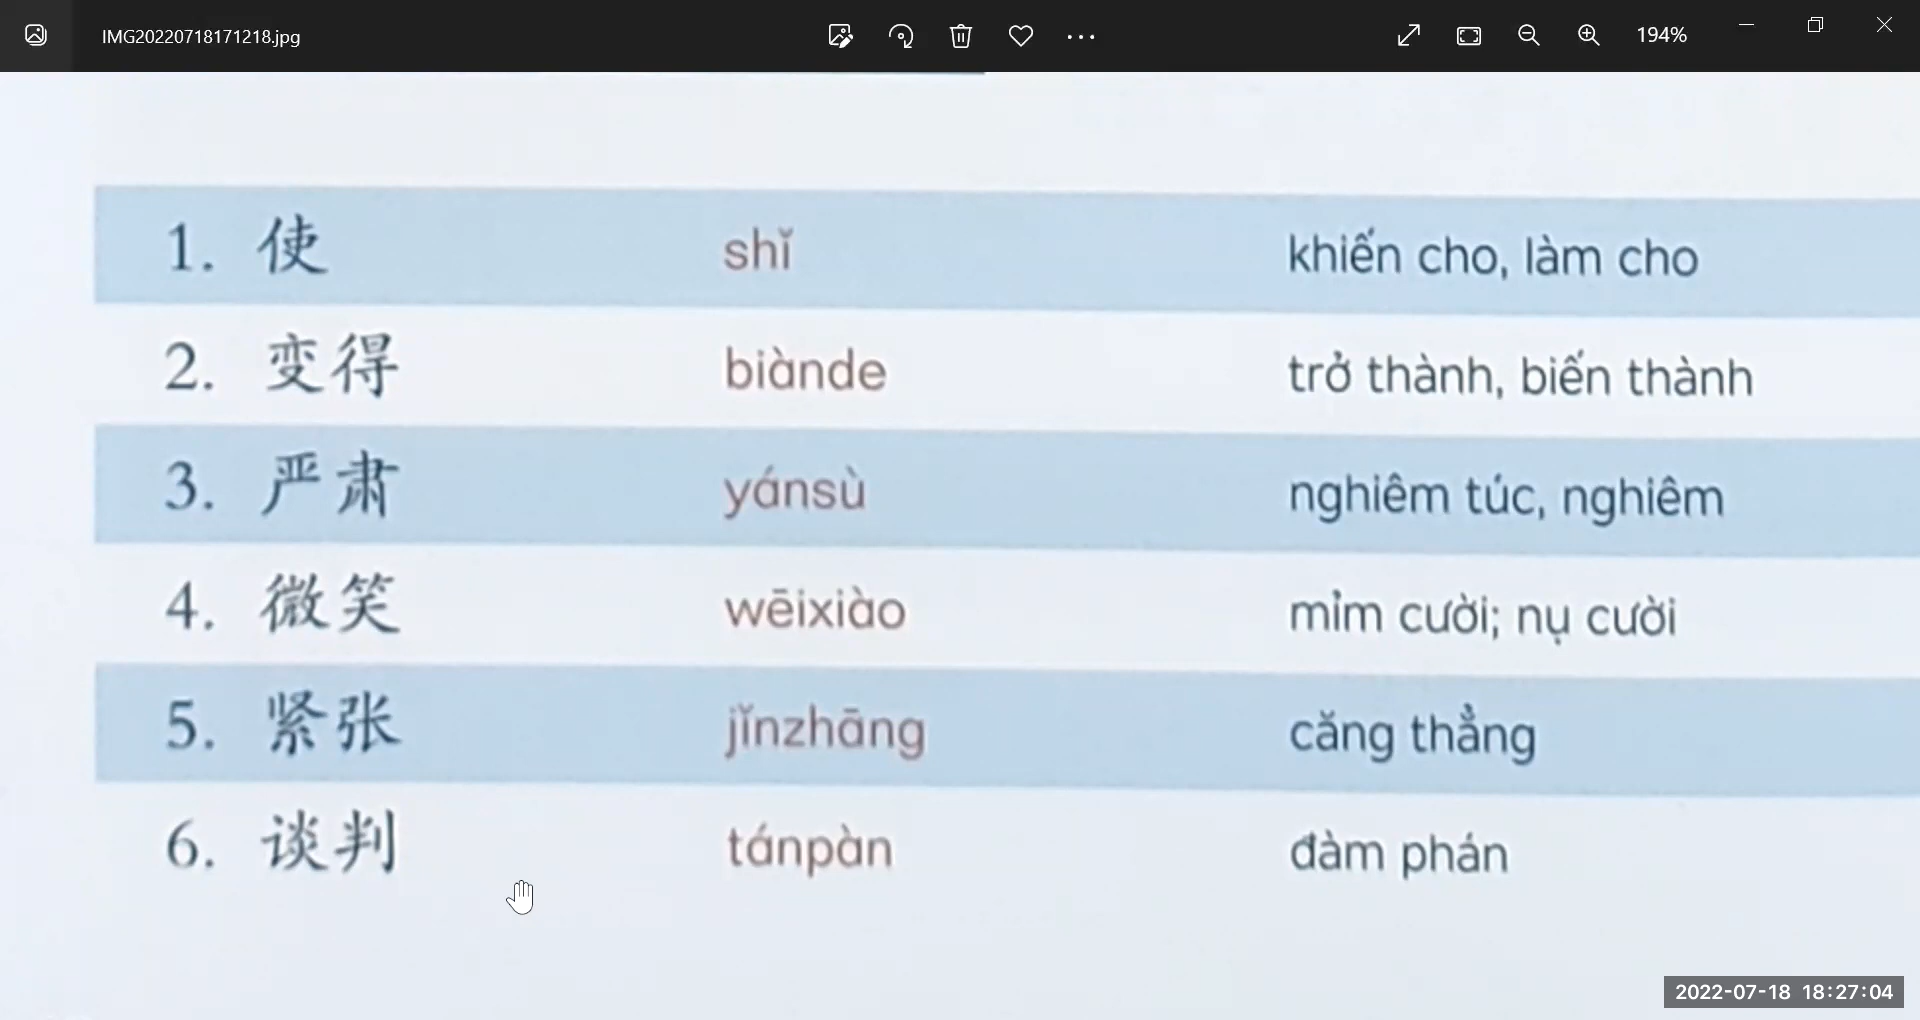 IMG20220718171218.jpg
194%
1. 使 shǐ khiến cho, làm cho
2. 变得 biànde trở thành, biến thành
3. 严肃 yánsù nghiêm túc, nghiêm
4. 微笑 wēixiào mỉm cười; nụ cười
5. 紧张 jǐnzhāng căng thẳng
6. 谈判 tánpàn đàm phán
2022-07-18 18:27:04